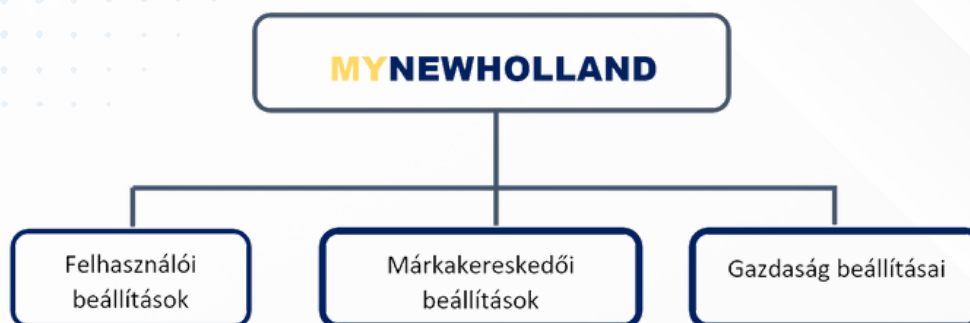 MYNEWHOLLAND
Felhasználói
beállítások
Márkakereskedői
beállítások
Gazdaság beállításai